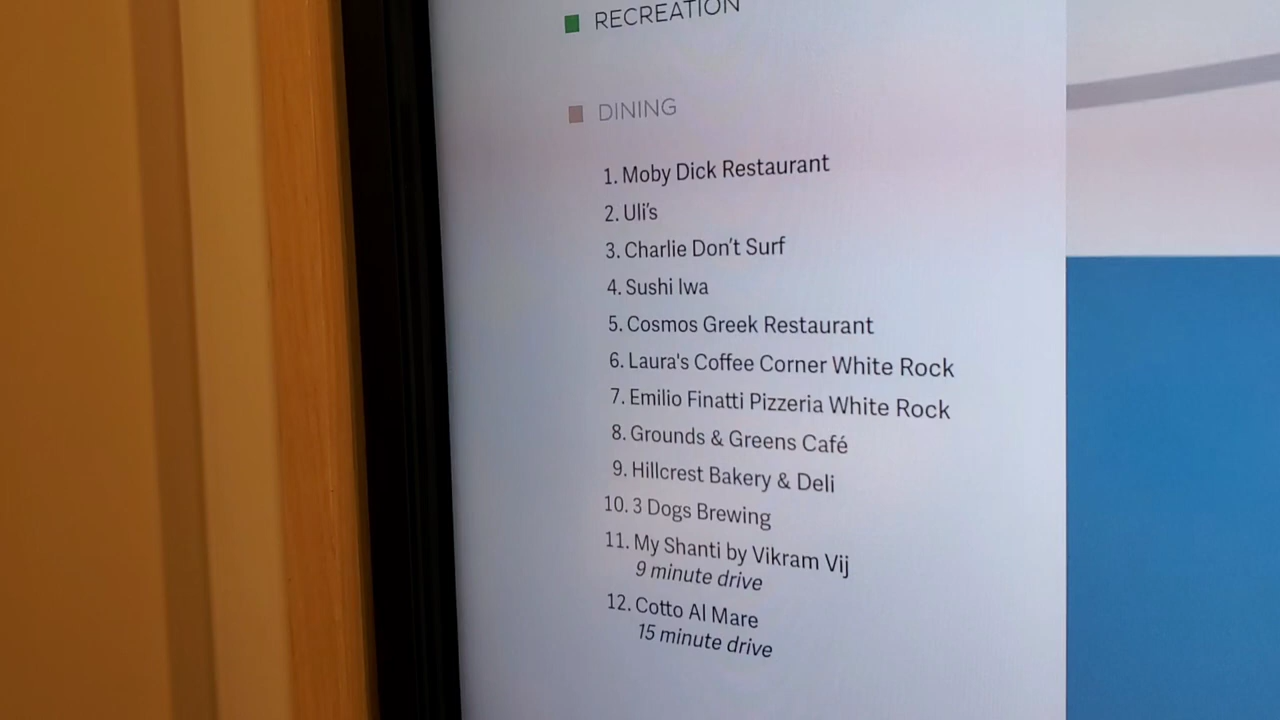 RECREATION
DINING
1. Moby Dick Restaurant
2. Uli's
3. Charlie Don't Surf
4. Sushi Iwa
5. Cosmos Greek Restaurant
6. Laura's Coffee Corner White Rock
7. Emilio Finatti Pizzeria White Rock
8. Grounds & Greens Café
9. Hillcrest Bakery & Deli
10. 3 Dogs Brewing
11. My Shanti by Vikram Vij
9 minute drive
12. Cotto Al Mare
15 minute drive